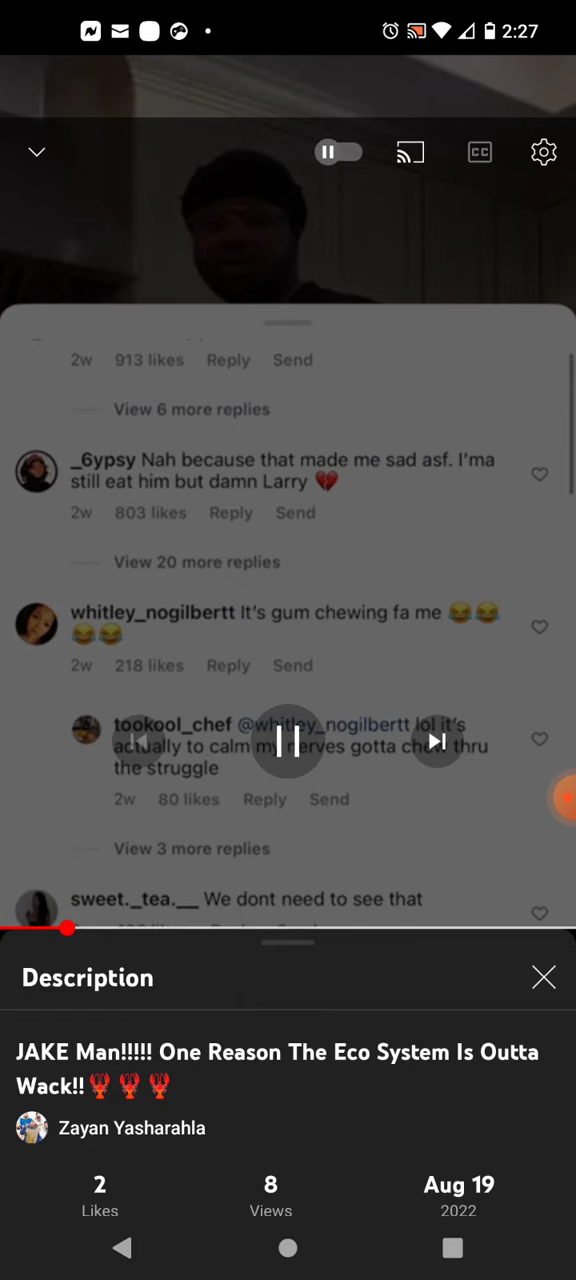 2:27
CC
2w 913 likes Reply Send
View 6 more replies
_6ypsy Nah because that made me sad asf. I'ma
still eat him but damn Larry 💔
2w 803 likes Reply Send
View 20 more replies
whitley_nogilbertt It's gum chewing fa me 😂😂
😂😂
2w 218 likes Reply Send
tookool_chef @whitley_nogilbertt lol it's
actually to calm my nerves gotta chew thru
the struggle
2w 80 likes Reply Send
View 3 more replies
sweet._tea.__ We dont need to see that
Description
JAKE Man!!!!! One Reason The Eco System Is Outta
Wack!!🦞🦞🦞
Zayan Yasharahla
2 8 Aug 19
Likes Views 2022